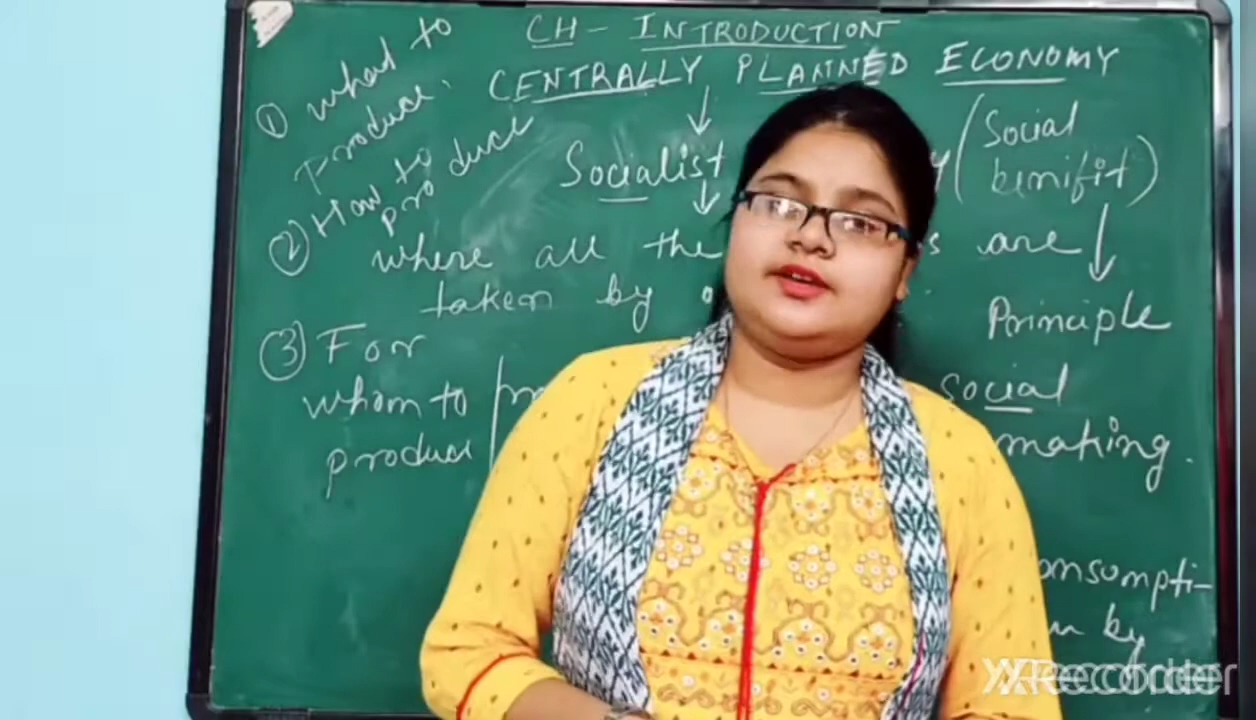 CH - INTRODUCTION
CENTRALLY PLANNED ECONOMY
① what to
produce.
② How to
produce
③ For
whom to
produce
Socialist
(Social
benifit)
where all the
are
taken by
Principle
social
making.
onsumpti-
by
XRecorder